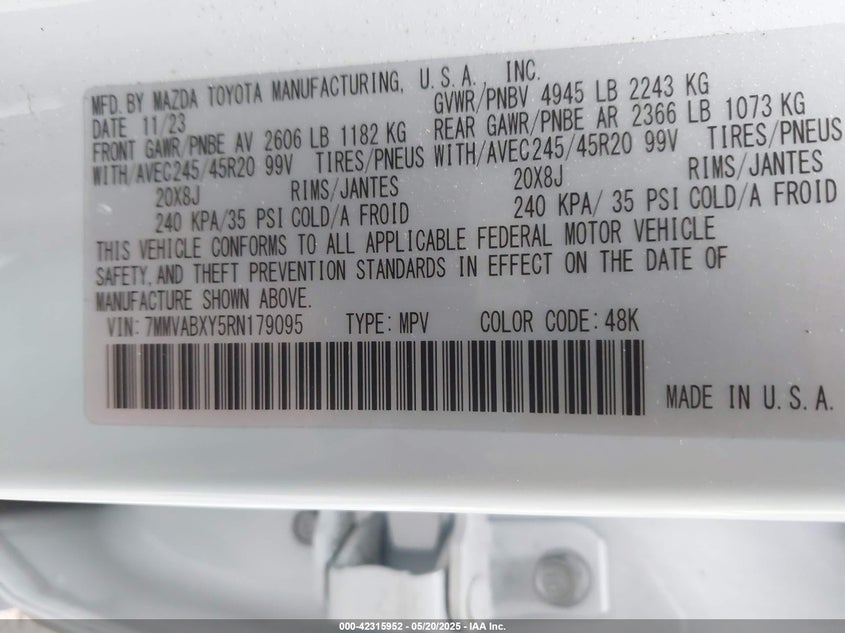 MFD. BY MAZDA TOYOTA MANUFACTURING, U.S.A. INC.
DATE 11/23 GVWR/PNBV 4945 LB 2243 KG
FRONT GAWR/PNBE AV 2606 LB 1182 KG REAR GAWR/PNBE AR 2366 LB 1073 KG
WITH/AVEC245/45R20 99V TIRES/PNEUS WITH/AVEC245/45R20 99V TIRES/PNEUS
20X8J RIMS/JANTES 20X8J RIMS/JANTES
240 KPA/35 PSI COLD/A FROID 240 KPA/ 35 PSI COLD/A FROID
THIS VEHICLE CONFORMS TO ALL APPLICABLE FEDERAL MOTOR VEHICLE
SAFETY, AND THEFT PREVENTION STANDARDS IN EFFECT ON THE DATE OF
MANUFACTURE SHOWN ABOVE.
VIN: 7MMVABXY5RN179095 TYPE: MPV COLOR CODE: 48K
MADE IN U.S.A.
000-42315952 - 05/20/2025 - IAA Inc.